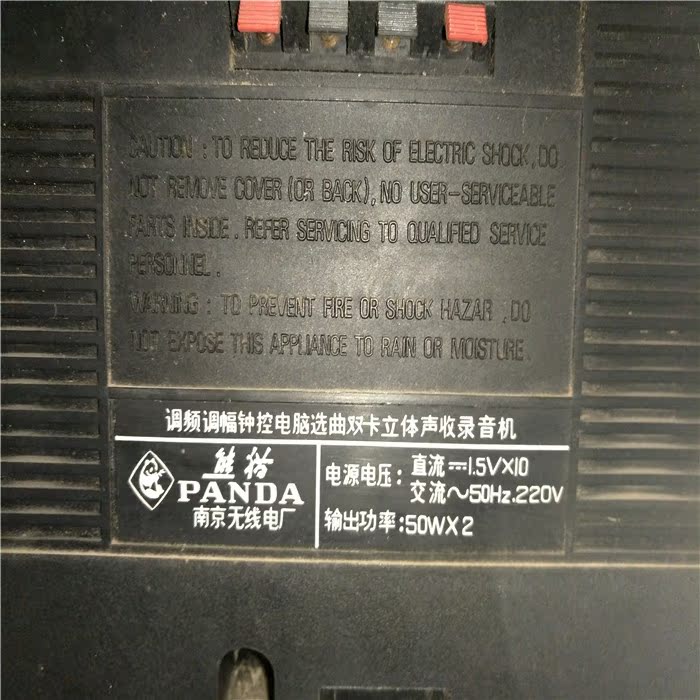 CAUTION : TO REDUCE THE RISK OF ELECTRIC SHOCK, DO
NOT REMOVE COVER (OR BACK), NO USER-SERVICEABLE
PARTS INSIDE . REFER SERVICING TO QUALIFIED SERVICE
PERSONNEL .
WARNING : TO PREVENT FIRE OR SHOCK HAZAR , DO
NOT EXPOSE THIS APPLIANCE TO RAIN OR MOISTURE .
调频调幅钟控电脑选曲双卡立体声收录音机
熊猫
PANDA
南京无线电厂
电源电压: 直流⎓1.5V×10
交流～50Hz.220V
输出功率:50W×2